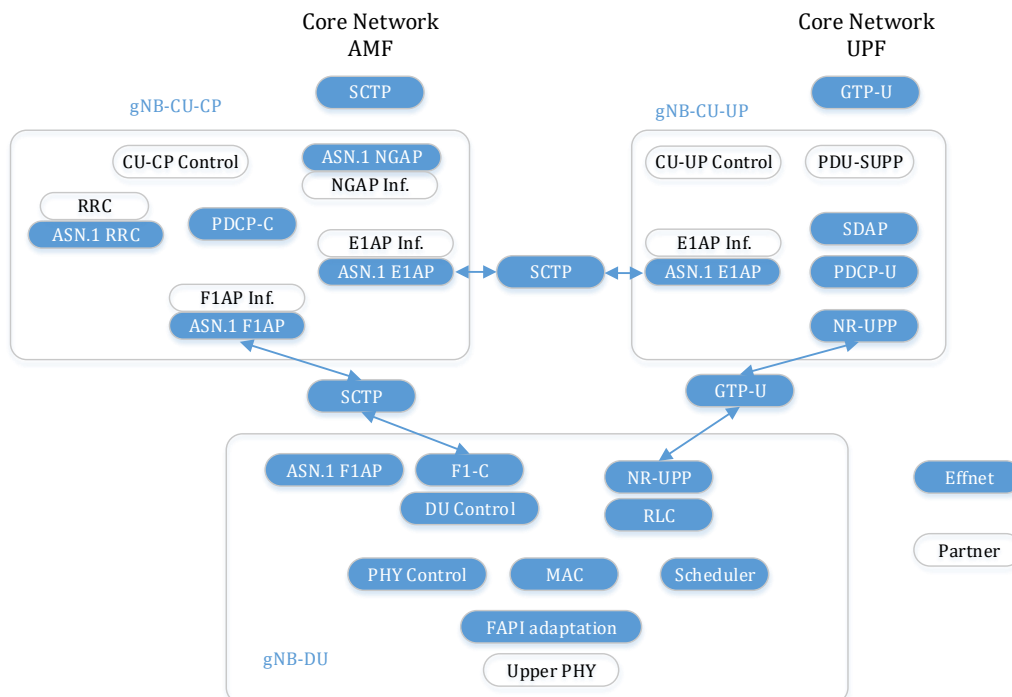 Core Network
AMF
Core Network
UPF
SCTP
GTP-U
gNB-CU-CP
gNB-CU-UP
CU-CP Control
ASN.1 NGAP
NGAP Inf.
CU-UP Control
PDU-SUPP
RRC
ASN.1 RRC
PDCP-C
SDAP
E1AP Inf.
ASN.1 E1AP
SCTP
E1AP Inf.
ASN.1 E1AP
PDCP-U
F1AP Inf.
ASN.1 F1AP
NR-UPP
SCTP
GTP-U
ASN.1 F1AP
F1-C
NR-UPP
Effnet
DU Control
RLC
Partner
PHY Control
MAC
Scheduler
FAPI adaptation
gNB-DU
Upper PHY